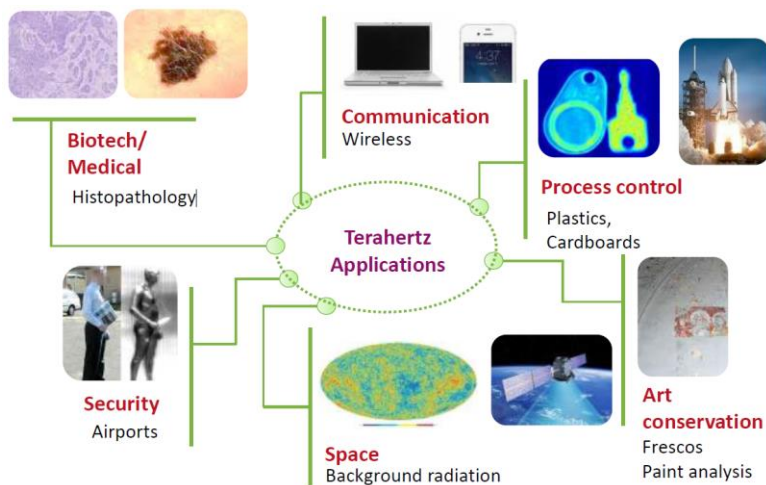 4:37
Communication
Wireless
Biotech/
Medical
Histopathology
Process control
Plastics,
Cardboards
Terahertz
Applications
Security
Airports
Space
Background radiation
Art
conservation
Frescos
Paint analysis